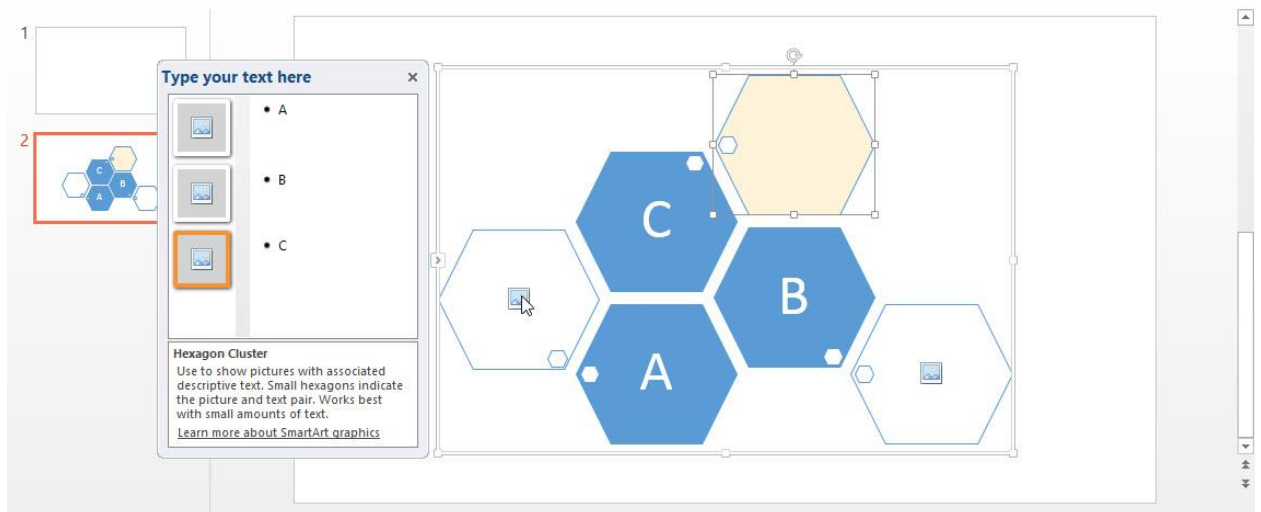 1
2
C
B
A
Type your text here
A
B
C
Hexagon Cluster
Use to show pictures with associated
descriptive text. Small hexagons indicate
the picture and text pair. Works best
with small amounts of text.
Learn more about SmartArt graphics
C
B
A